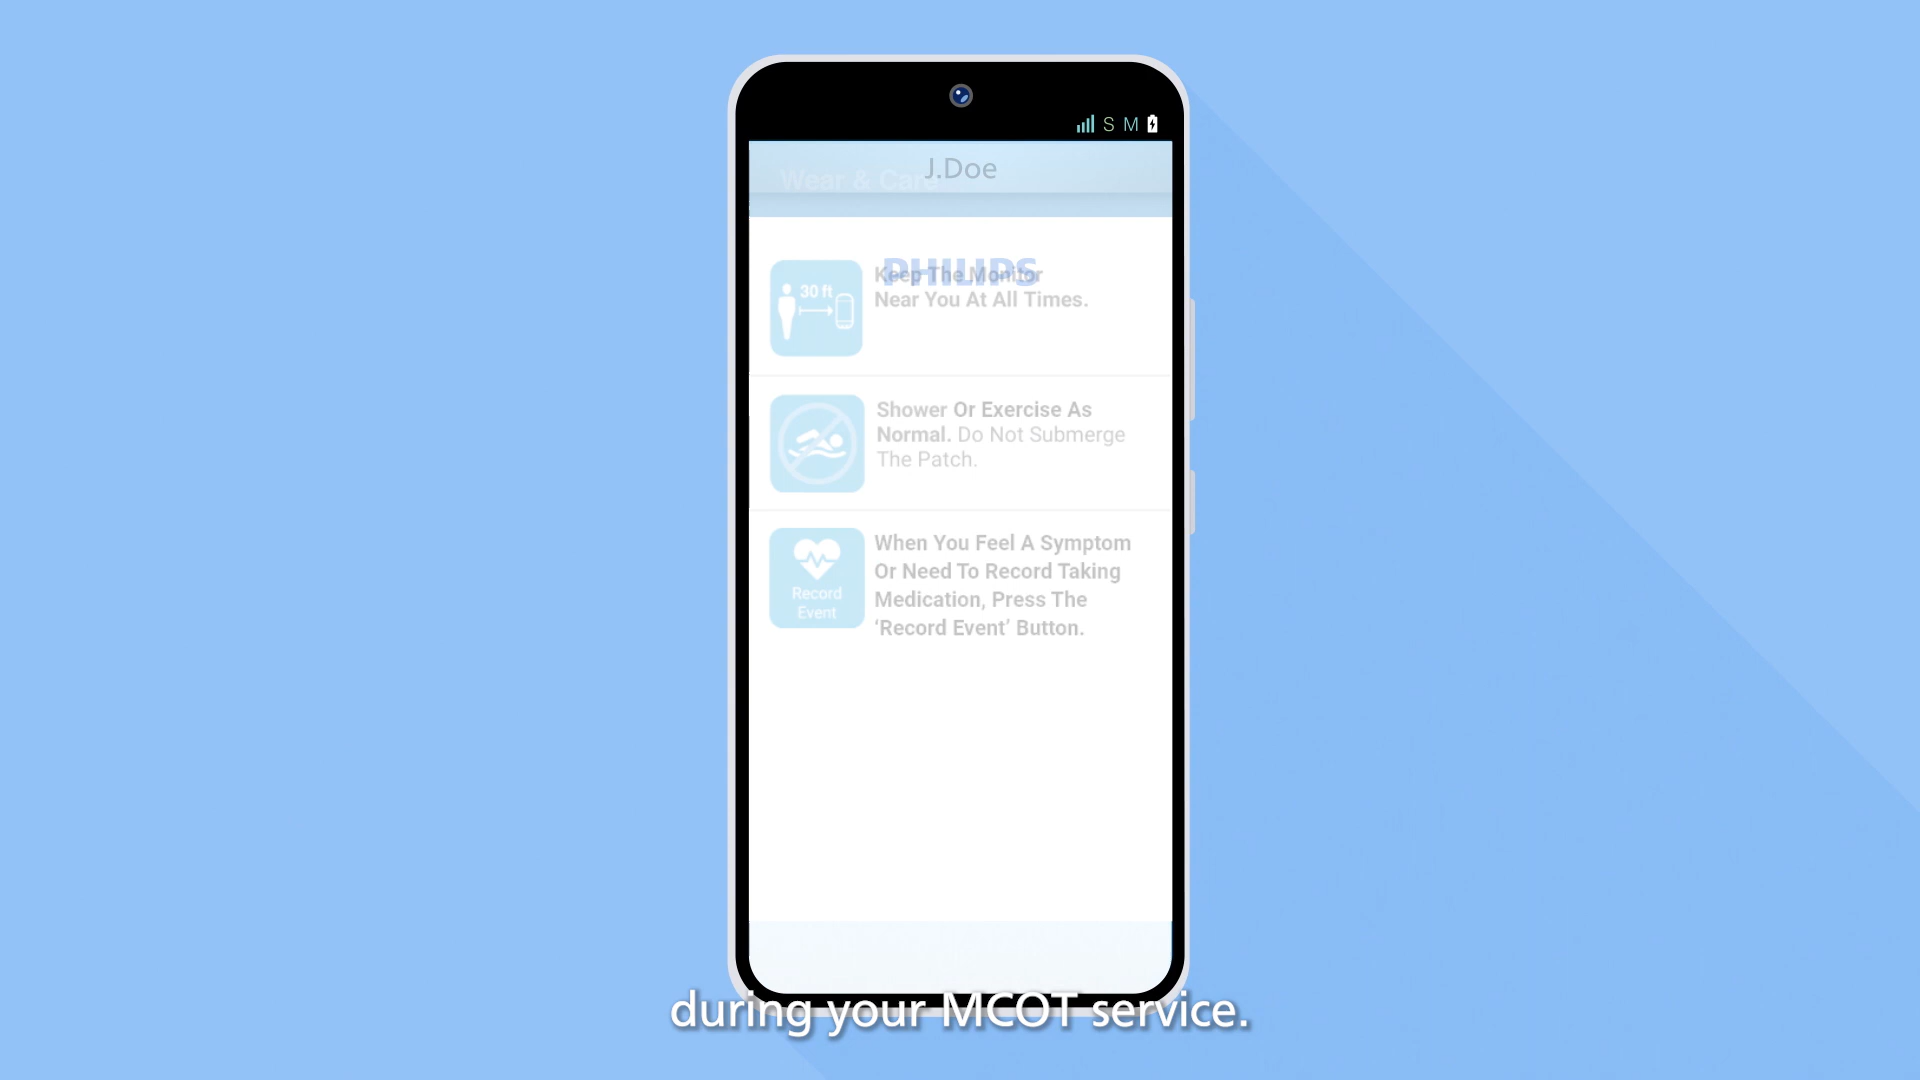 S M
J.Doe
Wear & Care
PHILIPS
30 ft
Keep The Monitor
Near You At All Times.
Shower Or Exercise As
Normal. Do Not Submerge
The Patch.
Record
Event
When You Feel A Symptom
Or Need To Record Taking
Medication, Press The
‘Record Event’ Button.
during your MCOT service.